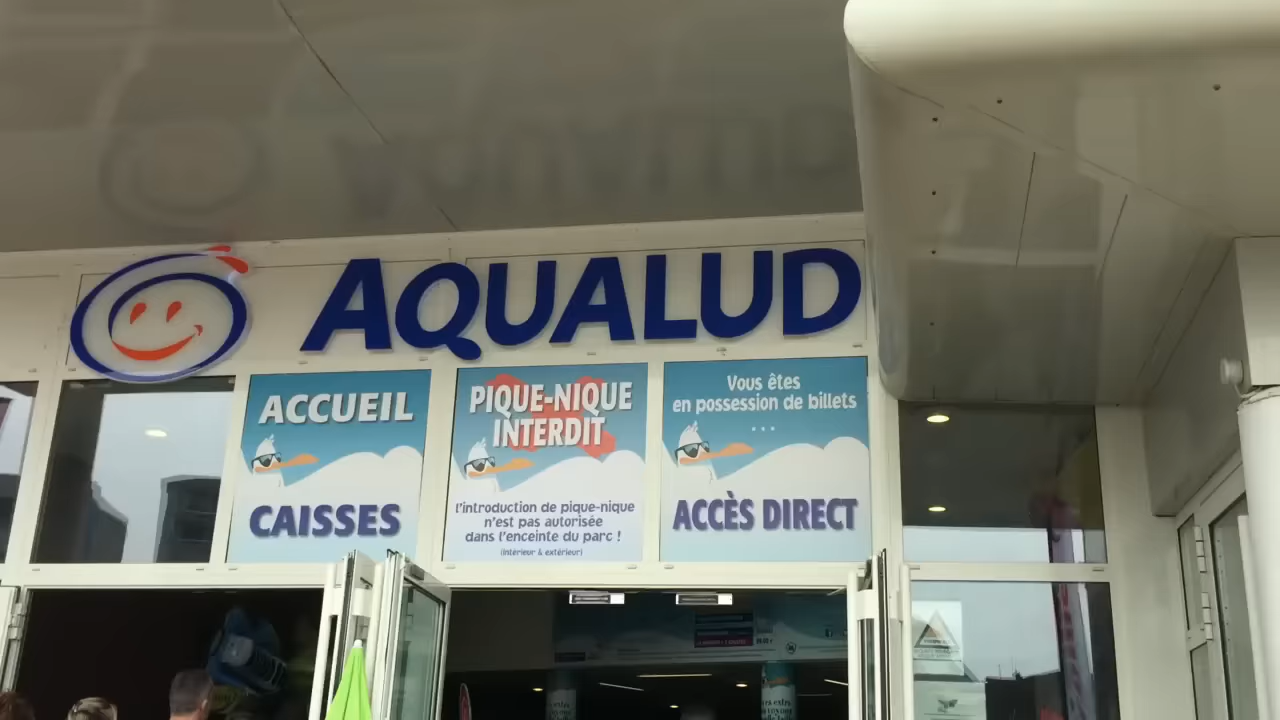 AQUALUD
ACCUEIL
CAISSES
PIQUE-NIQUE
INTERDIT
l'introduction de pique-nique
n'est pas autorisée
dans l'enceinte du parc !
(intérieur & extérieur)
Vous êtes
en possession de billets
...
ACCÈS DIRECT